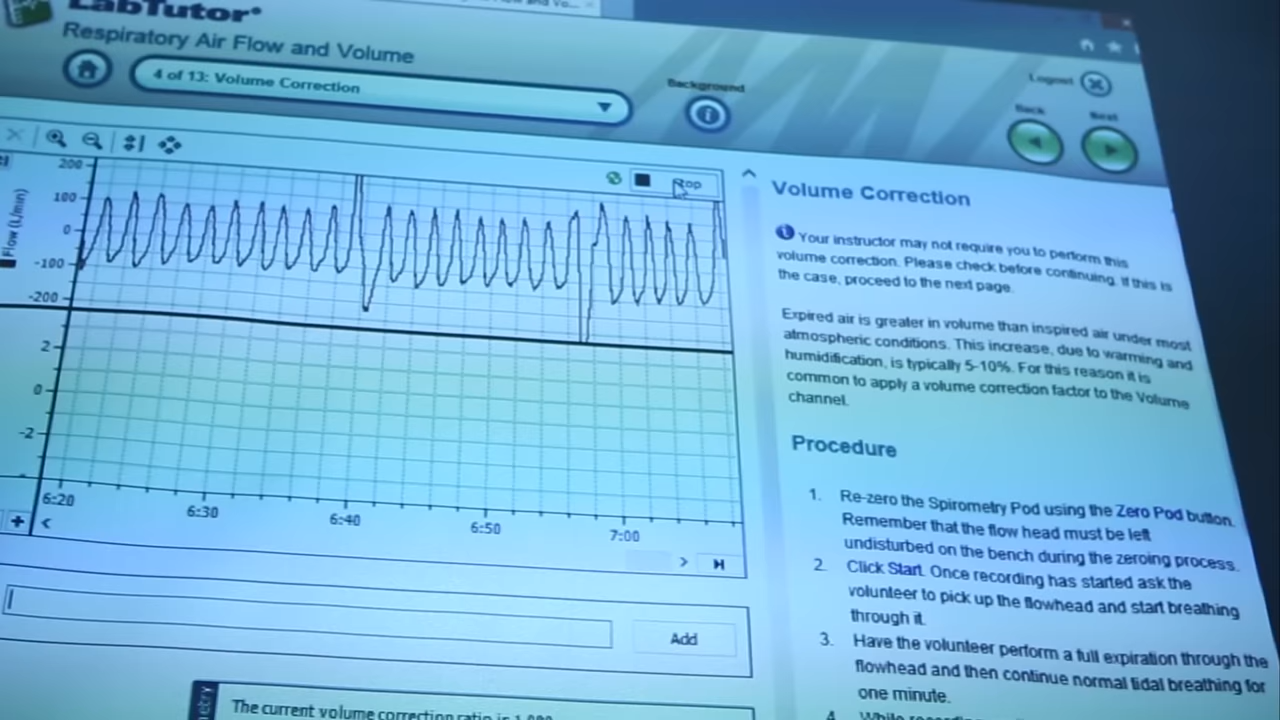 LabTutor®
Respiratory Air Flow and Volume
4 of 13: Volume Correction
Background
Logout
Back
Next
Stop
Flow (L/min)
200
100
0
-100
-200
2
0
-2
6:20
6:30
6:40
6:50
7:00
Add
The current volume correction ratio is 1.000
Volume Correction
Your instructor may not require you to perform this
volume correction. Please check before continuing. If this is
the case, proceed to the next page.
Expired air is greater in volume than inspired air under most
atmospheric conditions. This increase, due to warming and
humidification, is typically 5-10%. For this reason it is
common to apply a volume correction factor to the Volume
channel.
Procedure
1. Re-zero the Spirometry Pod using the Zero Pod button.
Remember that the flow head must be left
undisturbed on the bench during the zeroing process.
2. Click Start. Once recording has started ask the
volunteer to pick up the flowhead and start breathing
through it.
3. Have the volunteer perform a full expiration through the
flowhead and then continue normal tidal breathing for
one minute.
4. While